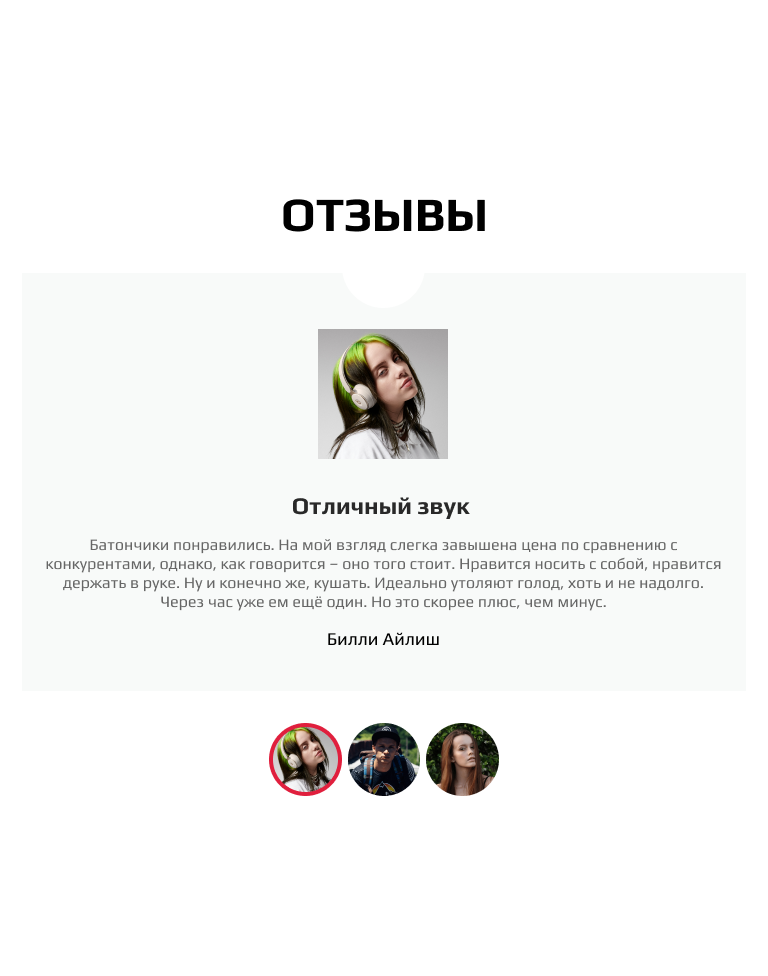 ОТЗЫВЫ
Отличный звук
Батончики понравились. На мой взгляд слегка завышена цена по сравнению с
конкурентами, однако, как говорится – оно того стоит. Нравится носить с собой, нравится
держать в руке. Ну и конечно же, кушать. Идеально утоляют голод, хоть и не надолго.
Через час уже ем ещё один. Но это скорее плюс, чем минус.
Билли Айлиш